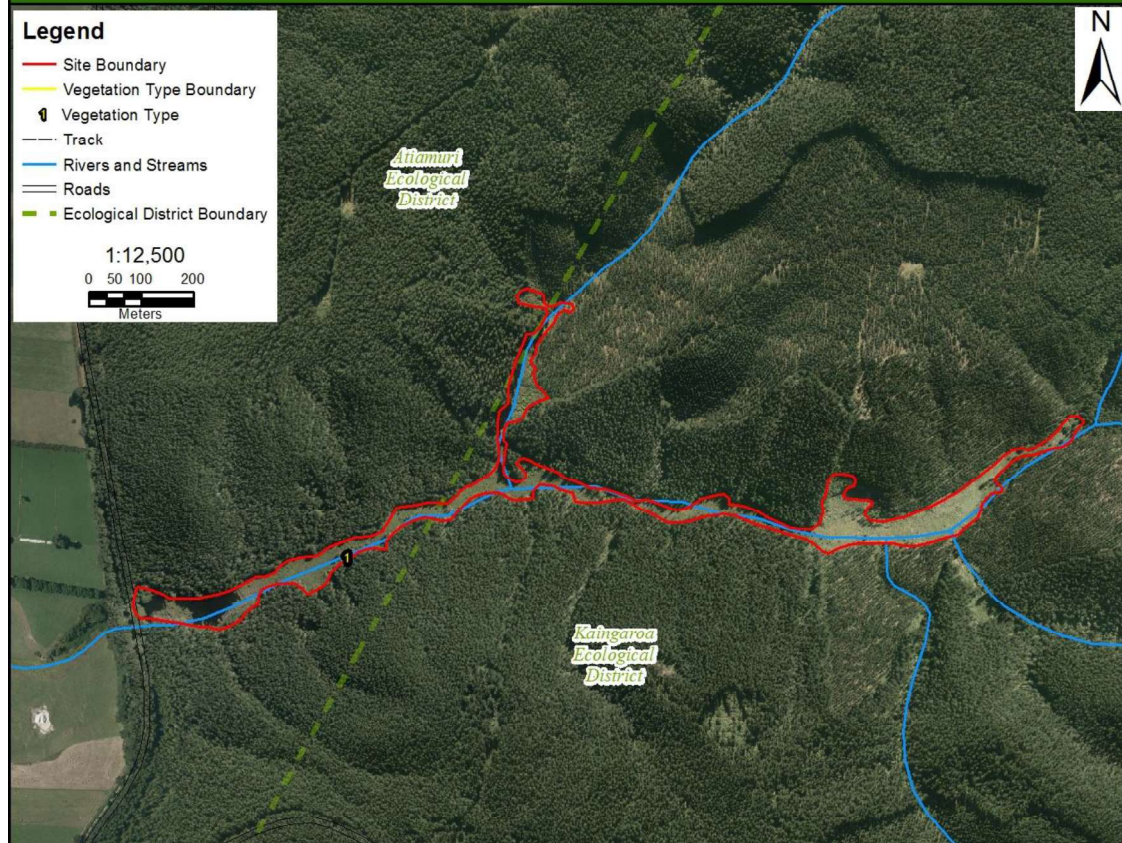 Legend
Site Boundary
Vegetation Type Boundary
1 Vegetation Type
Track
Rivers and Streams
Roads
Ecological District Boundary
1:12,500
0 50 100 200
Meters
N
Atiamuri
Ecological
District
1
Kaingaroa
Ecological
District